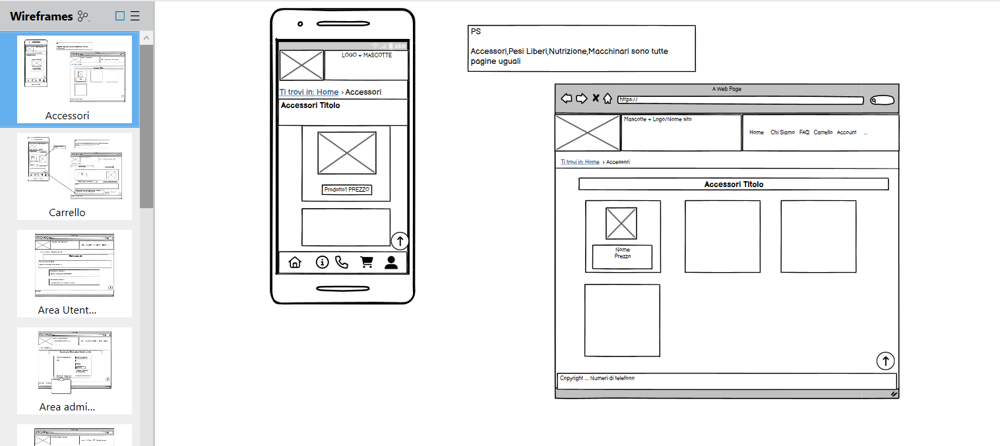 Wireframes
Accessori
Carrello
Area Utent...
Area admi...
23:11
LOGO + MASCOTTE
Ti trovi in: Home › Accessori
Accessori Titolo
Prodotto1 PREZZO
PS
Accessori,Pesi Liberi,Nutrizione,Macchinari sono tutte
pagine uguali
A Web Page
https://
Mascotte + Logo/Nome sito
Home Chi Siamo FAQ Carrello Account ...
Ti trovi in: Home › Accessori
Accessori Titolo
Nome
Prezzo
Copyright ... Numeri di telefono